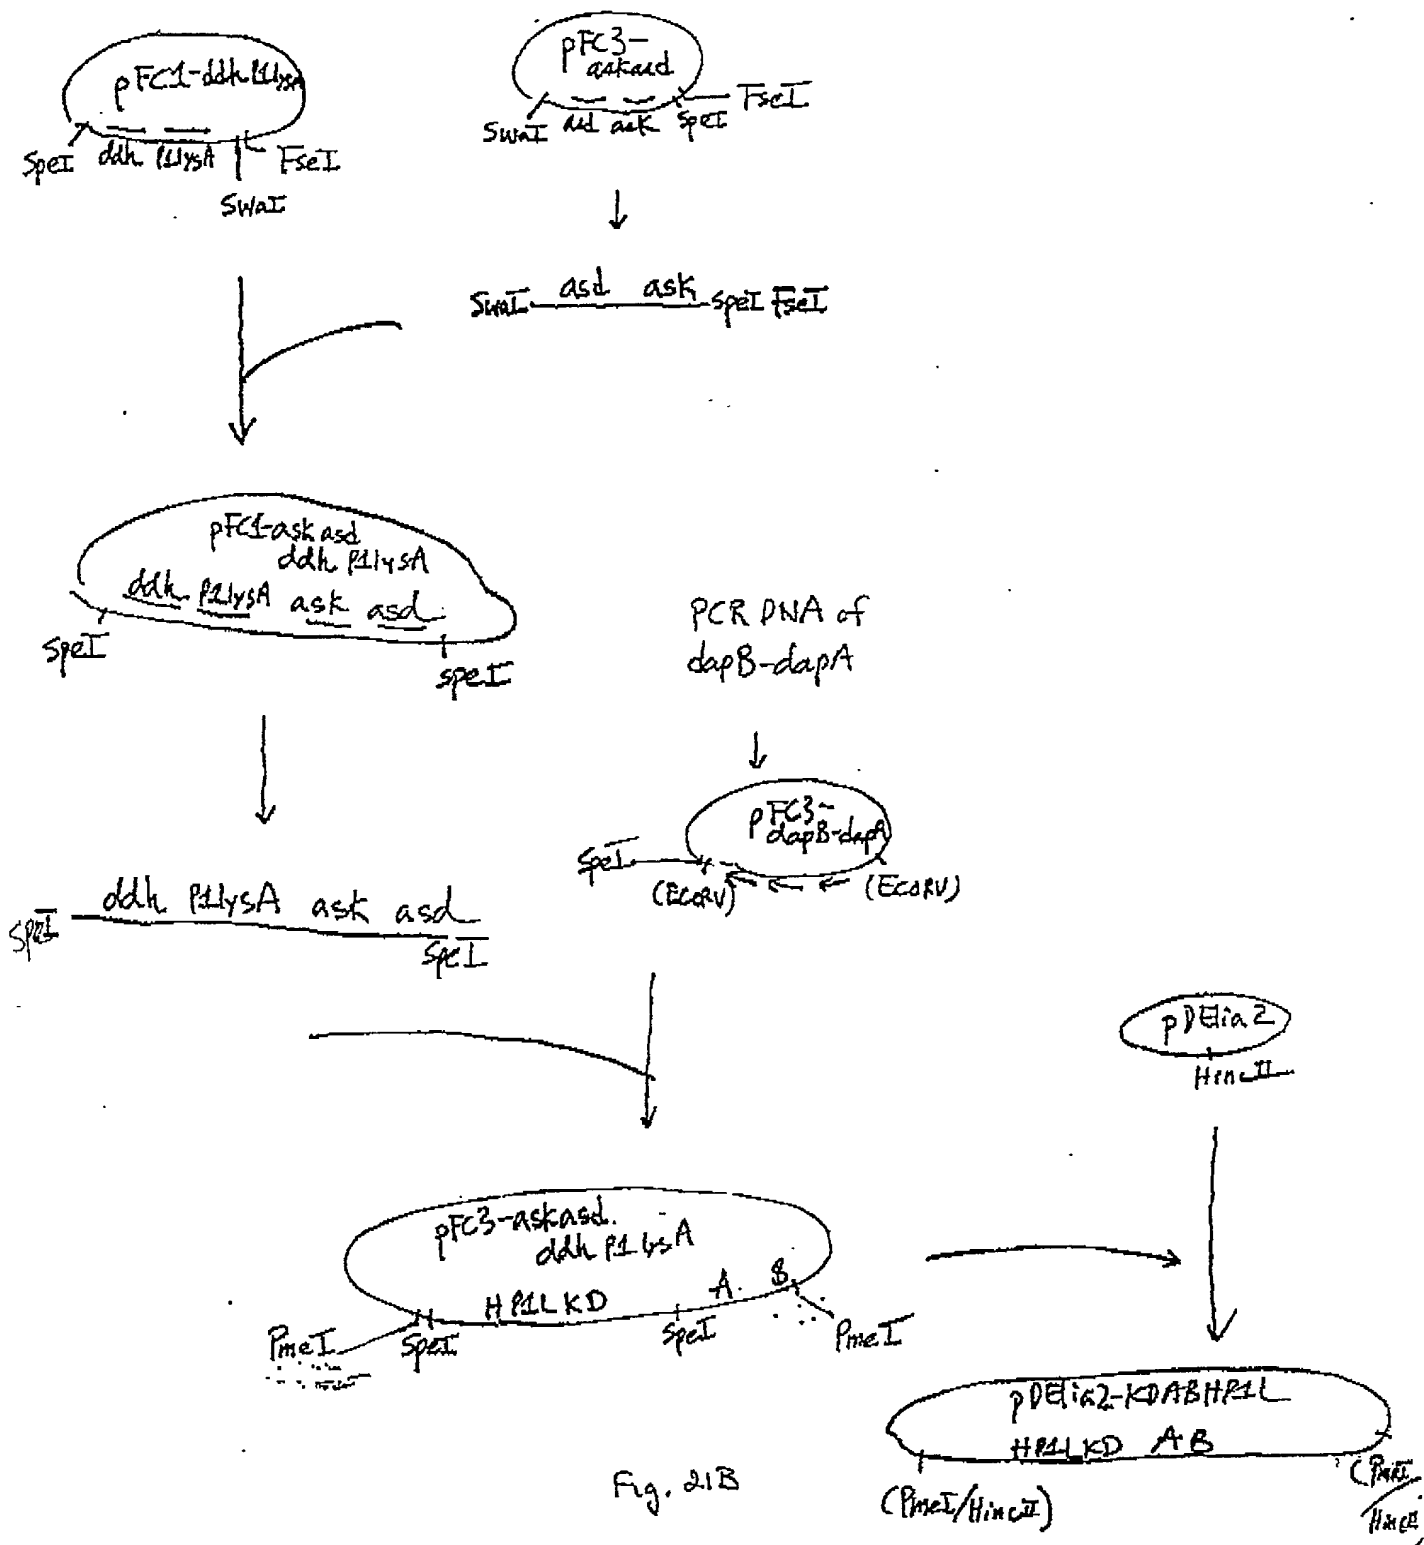 pFC1-ddh P1lysA
SpeI
ddh P1lysA
FseI
SwaI
pFC3-
askasd
SwaI
asd ask
SpeI
FseI
SwaI
asd ask
SpeI FseI
pFC1-ask asd
ddh P1lysA
ddh P1lysA ask asd
SpeI
SpeI
PCR DNA of
dapB-dapA
pFC3-
dapB-dapA
SpeI
(EcoRV)
(EcoRV)
ddh P1lysA ask asd
SpeI
SpeI
pDElia2
HincII
pFC3-askasd
ddh P1lysA
HP1LKD A B
PmeI
SpeI
SpeI
PmeI
pDElia2-KDABHP1L
HP1LKD AB
(PmeI/HincII)
(PmeI
/HincII)
Fig. 21B